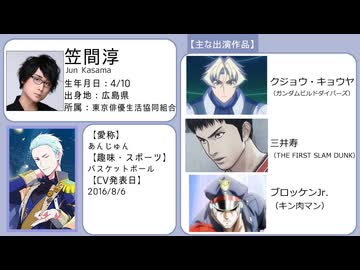 笠間淳
Jun Kasama
生年月日：4/10
出身地：広島県
所属：東京俳優生活協同組合
【愛称】
あんじゅん
【趣味・スポーツ】
バスケットボール
【CV発表日】
2016/8/6
【主な出演作品】
クジョウ・キョウヤ
（ガンダムビルドダイバーズ）
三井寿
（THE FIRST SLAM DUNK）
ブロッケンJr.
（キン肉マン）